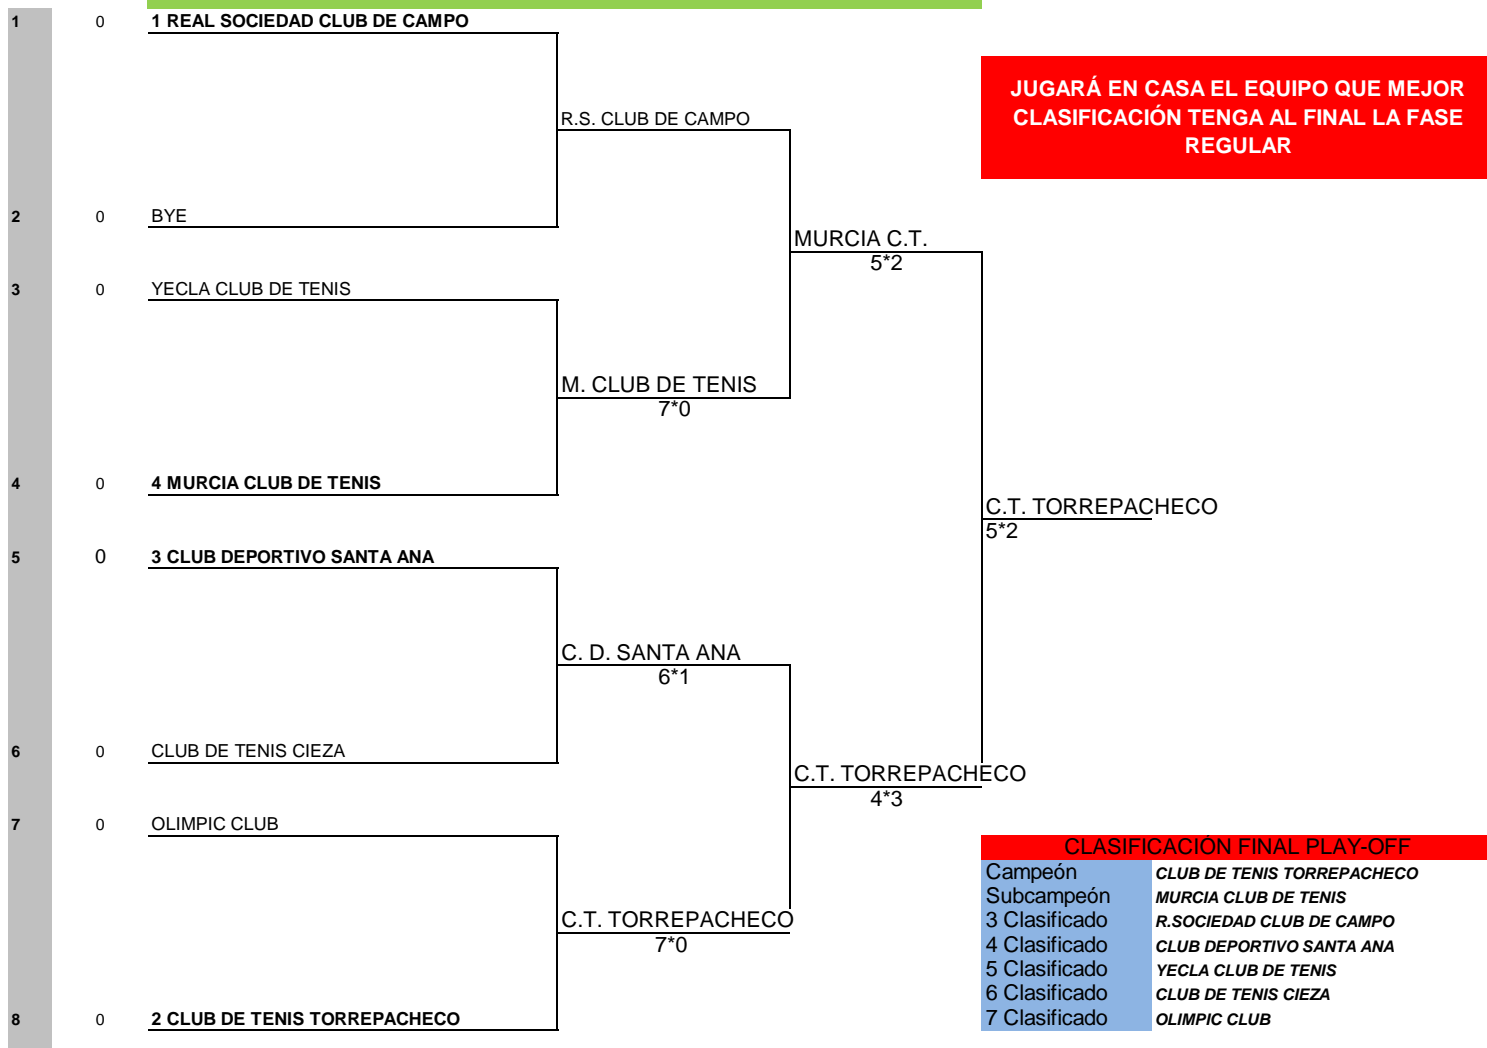 1 0 1 REAL SOCIEDAD CLUB DE CAMPO
JUGARÁ EN CASA EL EQUIPO QUE MEJOR
CLASIFICACIÓN TENGA AL FINAL LA FASE
REGULAR
R.S. CLUB DE CAMPO
2 0 BYE
MURCIA C.T.
5*2
3 0 YECLA CLUB DE TENIS
M. CLUB DE TENIS
7*0
4 0 4 MURCIA CLUB DE TENIS
C.T. TORREPACHECO
5*2
5 0 3 CLUB DEPORTIVO SANTA ANA
C. D. SANTA ANA
6*1
6 0 CLUB DE TENIS CIEZA
C.T. TORREPACHECO
4*3
7 0 OLIMPIC CLUB
C.T. TORREPACHECO
7*0
8 0 2 CLUB DE TENIS TORREPACHECO
CLASIFICACIÓN FINAL PLAY-OFF
Campeón CLUB DE TENIS TORREPACHECO
Subcampeón MURCIA CLUB DE TENIS
3 Clasificado R.SOCIEDAD CLUB DE CAMPO
4 Clasificado CLUB DEPORTIVO SANTA ANA
5 Clasificado YECLA CLUB DE TENIS
6 Clasificado CLUB DE TENIS CIEZA
7 Clasificado OLIMPIC CLUB